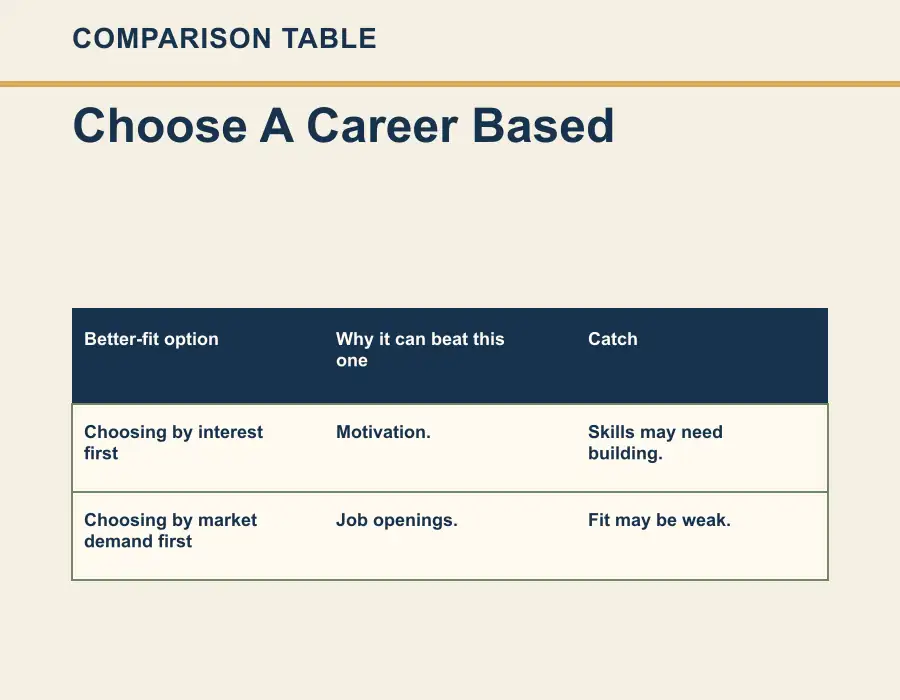 COMPARISON TABLE
Choose A Career Based
Better-fit option
Why it can beat this
one
Catch
Choosing by interest
first
Motivation.
Skills may need
building.
Choosing by market
demand first
Job openings.
Fit may be weak.